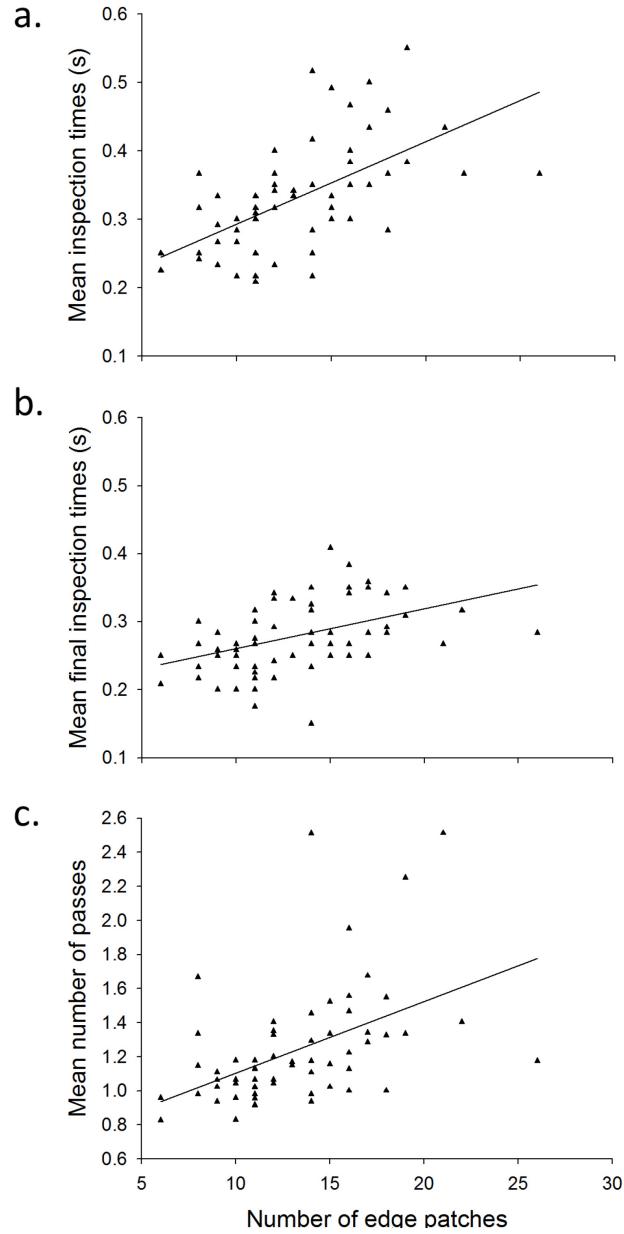 a.
0.6
0.5
0.4
0.3
0.2
0.1
Mean inspection times (s)
b.
0.6
0.5
0.4
0.3
0.2
0.1
Mean final inspection times (s)
c.
2.6
2.4
2.2
2.0
1.8
1.6
1.4
1.2
1.0
0.8
0.6
Mean number of passes
5 10 15 20 25 30
Number of edge patches